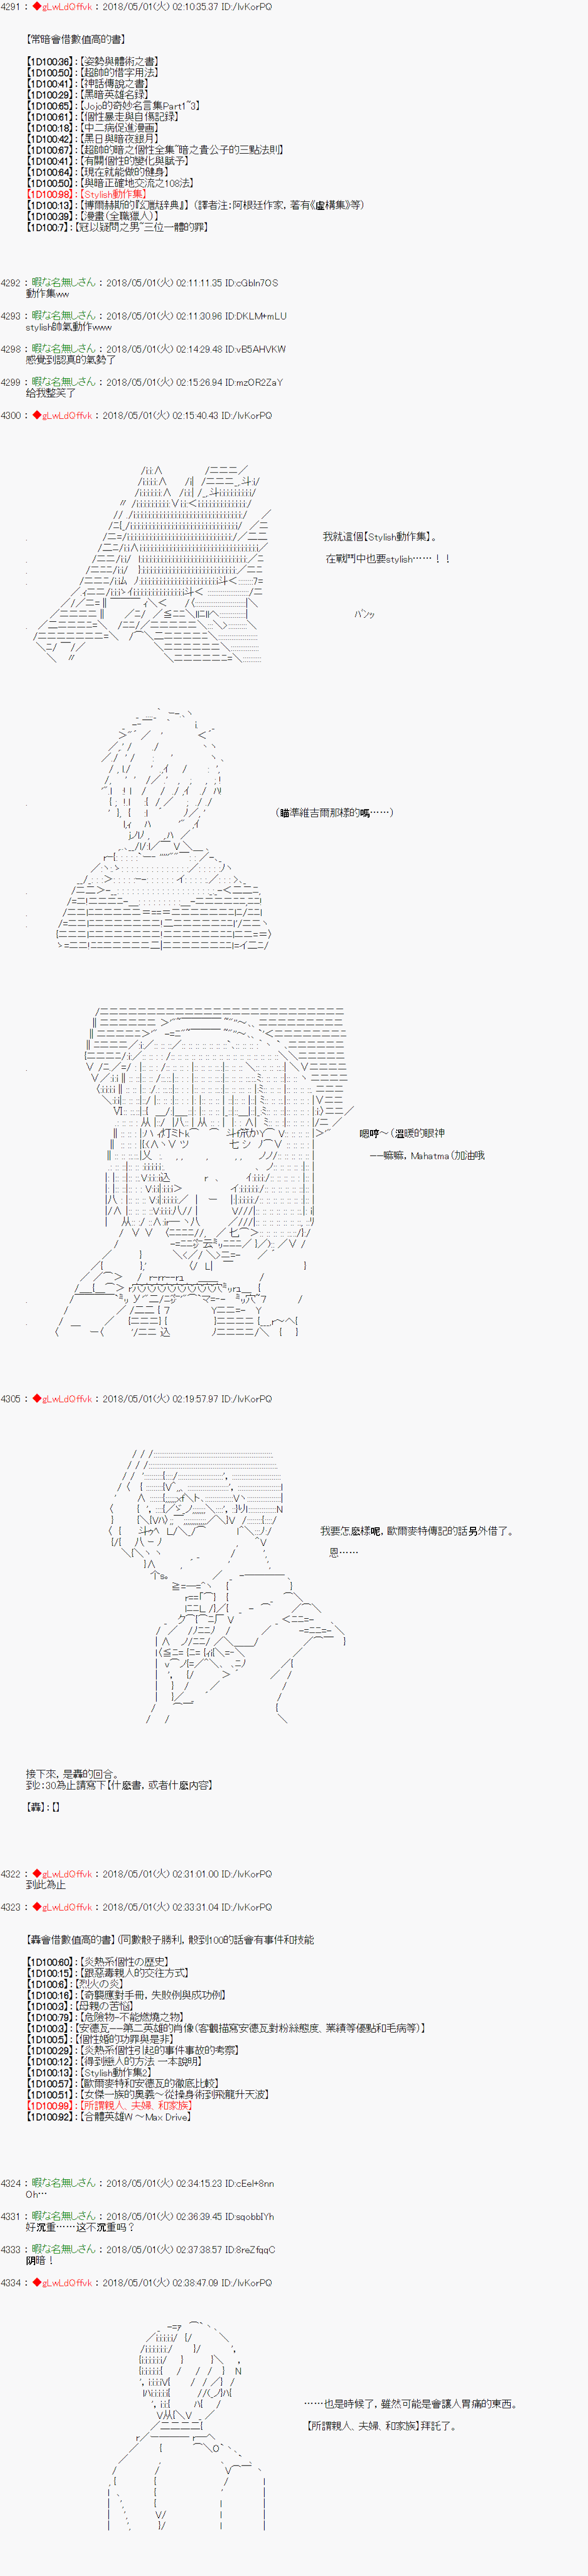 4291 : ◆gLwLdOffvk : 2018/05/01(火) 02:10:35.37 ID:/IvKorPQ
【常暗會借數值高的書】
【1D100:36】:【姿勢與體術之書】
【1D100:50】:【超帥的借字用法】
【1D100:41】:【神話傳說之書】
【1D100:29】:【黑暗英雄名録】
【1D100:65】:【Jojo的奇妙名言集Part1~3】
【1D100:61】:【個性暴走與自傷記録】
【1D100:18】:【中二病促進漫画】
【1D100:42】:【黑日與暗夜銀月】
【1D100:67】:【超帥的暗之個性全集~暗之貴公子的三點法則】
【1D100:41】:【有關個性的變化與賦予】
【1D100:64】:【現在就能做的健身】
【1D100:50】:【與暗正確地交流之108法】
【1D100:98】:【Stylish動作集】
【1D100:13】:【博爾赫斯的『幻獣辞典』】(譯者注:阿根廷作家,著有《虛構集》等)
【1D100:39】:【漫畫(全職獵人)】
【1D100:7】:【冠以疑問之男~三位一體的罪】
4292 : 暇な名無しさん : 2018/05/01(火) 02:11:11.35 ID:cGbIn7OS
動作集ww
4293 : 暇な名無しさん : 2018/05/01(火) 02:11:30.96 ID:DKLM+mLU
stylish帥氣動作www
4298 : 暇な名無しさん : 2018/05/01(火) 02:14:29.48 ID:vB5AHVKW
感覺到認真的氣勢了
4299 : 暇な名無しさん : 2018/05/01(火) 02:15:26.94 ID:mzOR2ZaY
给我整笑了
4300 : ◆gLwLdOffvk : 2018/05/01(火) 02:15:40.43 ID:/IvKorPQ
我就這個【Stylish動作集】。
在戰鬥中也要stylish……!!
ﾊﾞﾝｯ
(瞄準維吉爾那樣的嗎……)
嗯哼~(溫暖的眼神
――嘛嘛,Mahatma(加油哦
4305 : ◆gLwLdOffvk : 2018/05/01(火) 02:19:57.97 ID:/IvKorPQ
我要怎麽樣呢,歐爾麥特傳記的話另外借了。
恩……
接下來,是轟的回合。
到2:30為止請寫下【什麽書,或者什麽内容】
【轟】:【】
4322 : ◆gLwLdOffvk : 2018/05/01(火) 02:31:01.00 ID:/IvKorPQ
到此為止
4323 : ◆gLwLdOffvk : 2018/05/01(火) 02:33:31.04 ID:/IvKorPQ
【轟會借數值高的書】(同數骰子勝利,骰到100的話會有事件和技能
【1D100:60】:【炎熱系個性の歴史】
【1D100:15】:【跟惡毒親人的交往方式】
【1D100:6】:【烈火の炎】
【1D100:16】:【奇襲應對手冊,失敗例與成功例】
【1D100:3】:【母親の苦悩】
【1D100:79】:【危險物-不能燃燒之物】
【1D100:3】:【安德瓦――第二英雄的肖像(客觀描寫安德瓦對粉絲態度、業績等優點和毛病等)】
【1D100:5】:【個性婚的功罪與是非】
【1D100:29】:【炎熱系個性引起的事件事故的考察】
【1D100:12】:【得到戀人的方法 一本說明】
【1D100:13】:【Stylish動作集2】
【1D100:57】:【歐爾麥特和安德瓦的徹底比較】
【1D100:51】:【女傑一族的奧義~從操身術到飛龍升天波】
【1D100:99】:【所謂親人、夫婦、和家族】
【1D100:92】:【合體英雄W ~Max Drive】
4324 : 暇な名無しさん : 2018/05/01(火) 02:34:15.23 ID:cEeI+8nn
Oh…
4331 : 暇な名無しさん : 2018/05/01(火) 02:36:39.45 ID:sqobbIYh
好沉重……这不沉重吗?
4333 : 暇な名無しさん : 2018/05/01(火) 02:37:38.57 ID:8reZfqqC
阴暗!
4334 : ◆gLwLdOffvk : 2018/05/01(火) 02:38:47.09 ID:/IvKorPQ
……也是時候了,雖然可能是會讓人胃痛的東西。
【所謂親人、夫婦、和家族】拜託了。